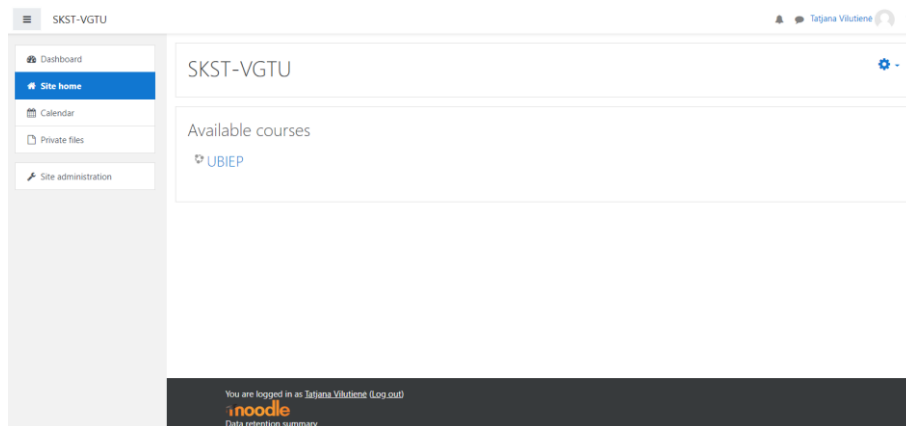 SKST-VGTU
Tatjana Vilutienė
Dashboard
Site home
Calendar
Private files
Site administration
SKST-VGTU
Available courses
UBIEP
You are logged in as Tatjana Vilutienė (Log out)
moodle
Data retention summary